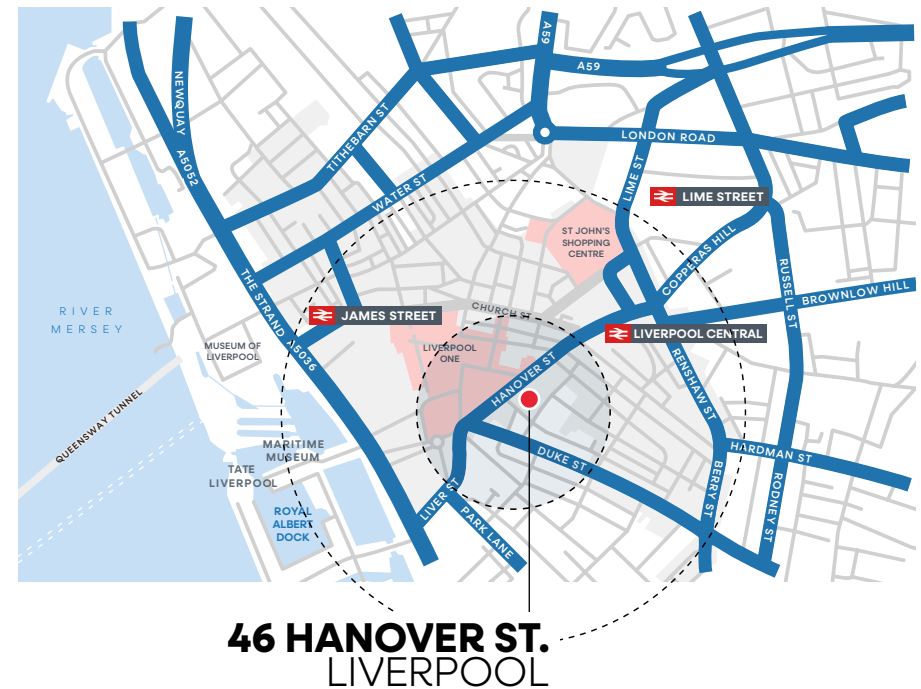 A59
A59
NEWQUAY
A5052
TITHEBARN ST
LONDON ROAD
WATER ST
LIME ST
LIME STREET
ST JOHN'S
SHOPPING
CENTRE
COPPERAS HILL
RUSSELL ST
BROWNLOW HILL
THE STRAND A5036
RIVER
MERSEY
JAMES STREET
CHURCH ST
LIVERPOOL CENTRAL
MUSEUM OF
LIVERPOOL
LIVERPOOL
ONE
HANOVER ST
RENSHAW ST
QUEENSWAY TUNNEL
MARITIME
MUSEUM
TATE
LIVERPOOL
DUKE ST
HARDMAN ST
BERRY ST
RODNEY ST
LIVER ST
PARK LANE
ROYAL
ALBERT
DOCK
46 HANOVER ST.
LIVERPOOL